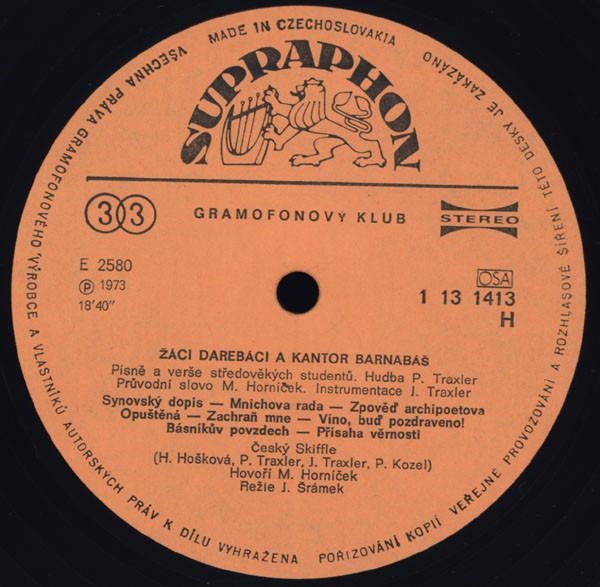 MADE IN CZECHOSLOVAKIA
VŠECHNA PRÁVA GRAMOFONOVÉHO VÝROBCE A VLASTNÍKŮ AUTORSKÝCH PRÁV K DÍLU VYHRAŽENA POŘIZOVÁNÍ KOPIÍ VEŘEJNÉ PROVOZOVÁNÍ A ROZHLASOVÉ ŠÍŘENÍ TÉTO DESKY JE ZAKÁZÁNO
SUPRAPHON
33
GRAMOFONOVÝ KLUB
STEREO
E 2580
Ⓟ 1973
18'40"
OSA
1 13 1413
H
ŽÁCI DAREBÁCI A KANTOR BARNABÁŠ
Písně a verše středověkých studentů. Hudba P. Traxler
Průvodní slovo M. Horníček. Instrumentace J. Traxler
Synovský dopis — Mnichova rada — Zpověď archipoetova
Opuštěná — Zachraň mne — Víno, buď pozdraveno!
Básníkův povzdech — Přísaha věrnosti
Český Skiffle
(H. Hošková, P. Traxler, J. Traxler, P. Kozel)
Hovoří M. Horníček
Režie J. Šrámek